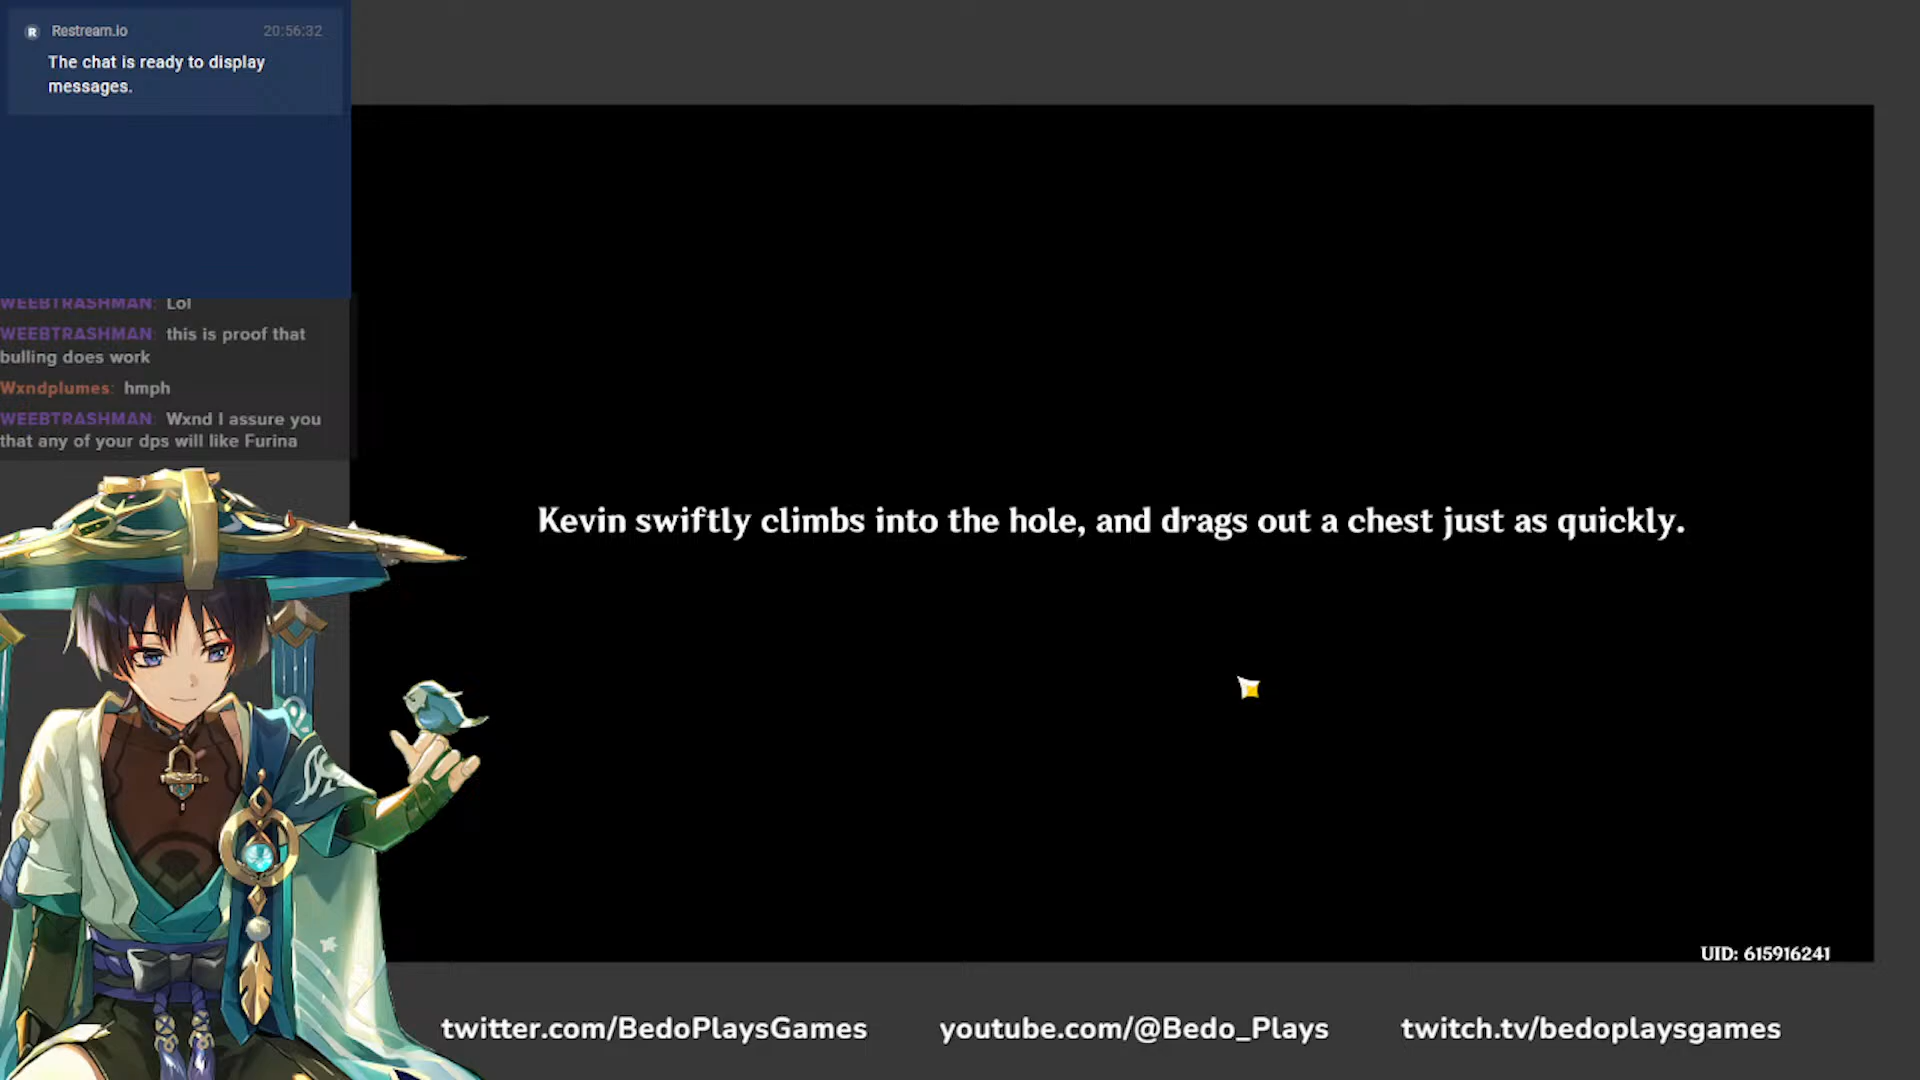 R Restream.io 20:56:32
The chat is ready to display
messages.
WEEBTRASHMAN: Lol
WEEBTRASHMAN: this is proof that
bulling does work
Wxndplumes: hmph
WEEBTRASHMAN: Wxnd I assure you
that any of your dps will like Furina
Kevin swiftly climbs into the hole, and drags out a chest just as quickly.
UID: 615916241
twitter.com/BedoPlaysGames youtube.com/@Bedo_Plays twitch.tv/bedoplaysgames